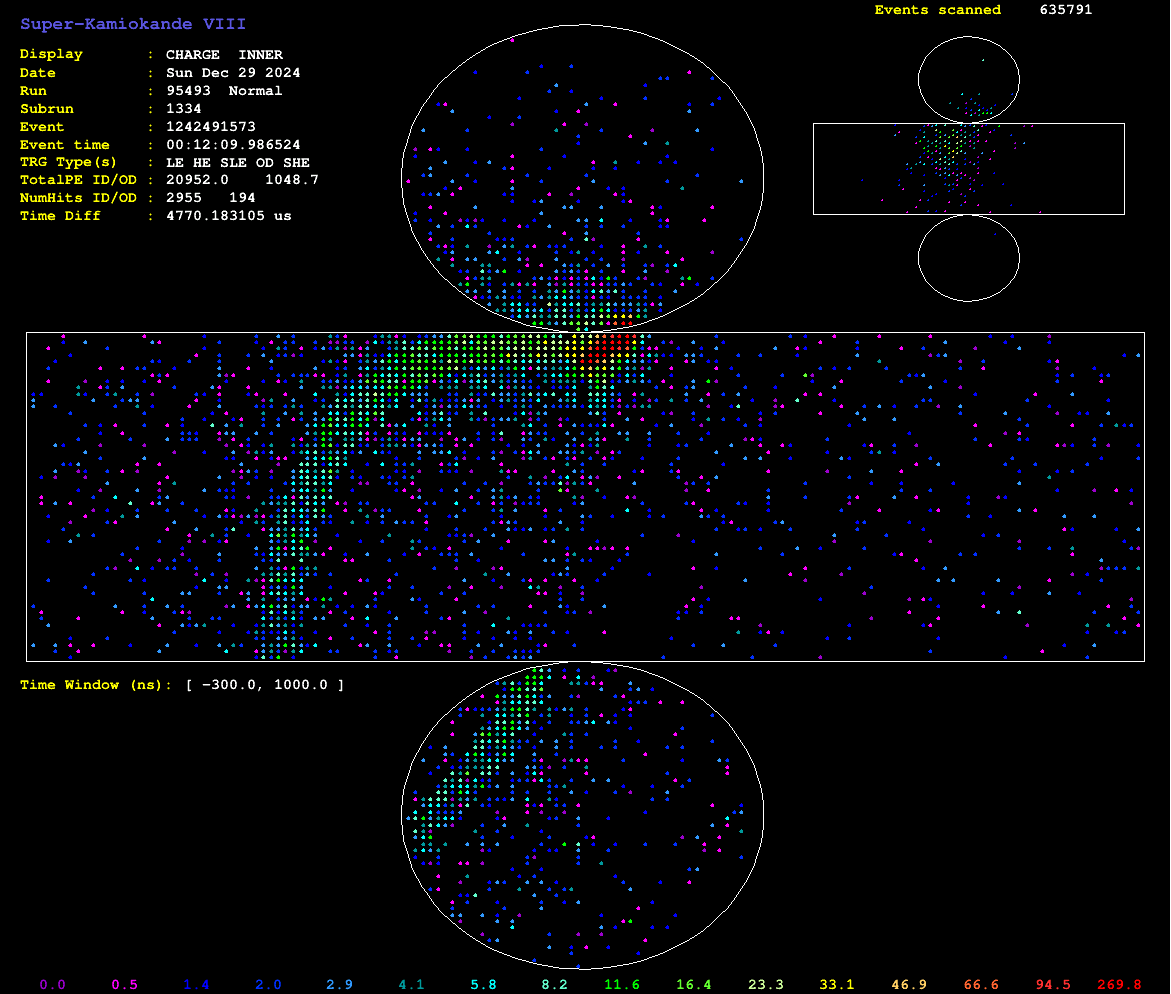 Super-Kamiokande VIII
Events scanned 635791
Display : CHARGE INNER
Date : Sun Dec 29 2024
Run : 95493 Normal
Subrun : 1334
Event : 1242491573
Event time : 00:12:09.986524
TRG Type(s) : LE HE SLE OD SHE
TotalPE ID/OD : 20952.0 1048.7
NumHits ID/OD : 2955 194
Time Diff : 4770.183105 us
Time Window (ns): [ -300.0, 1000.0 ]
0.0 0.5 1.4 2.0 2.9 4.1 5.8 8.2 11.6 16.4 23.3 33.1 46.9 66.6 94.5 269.8